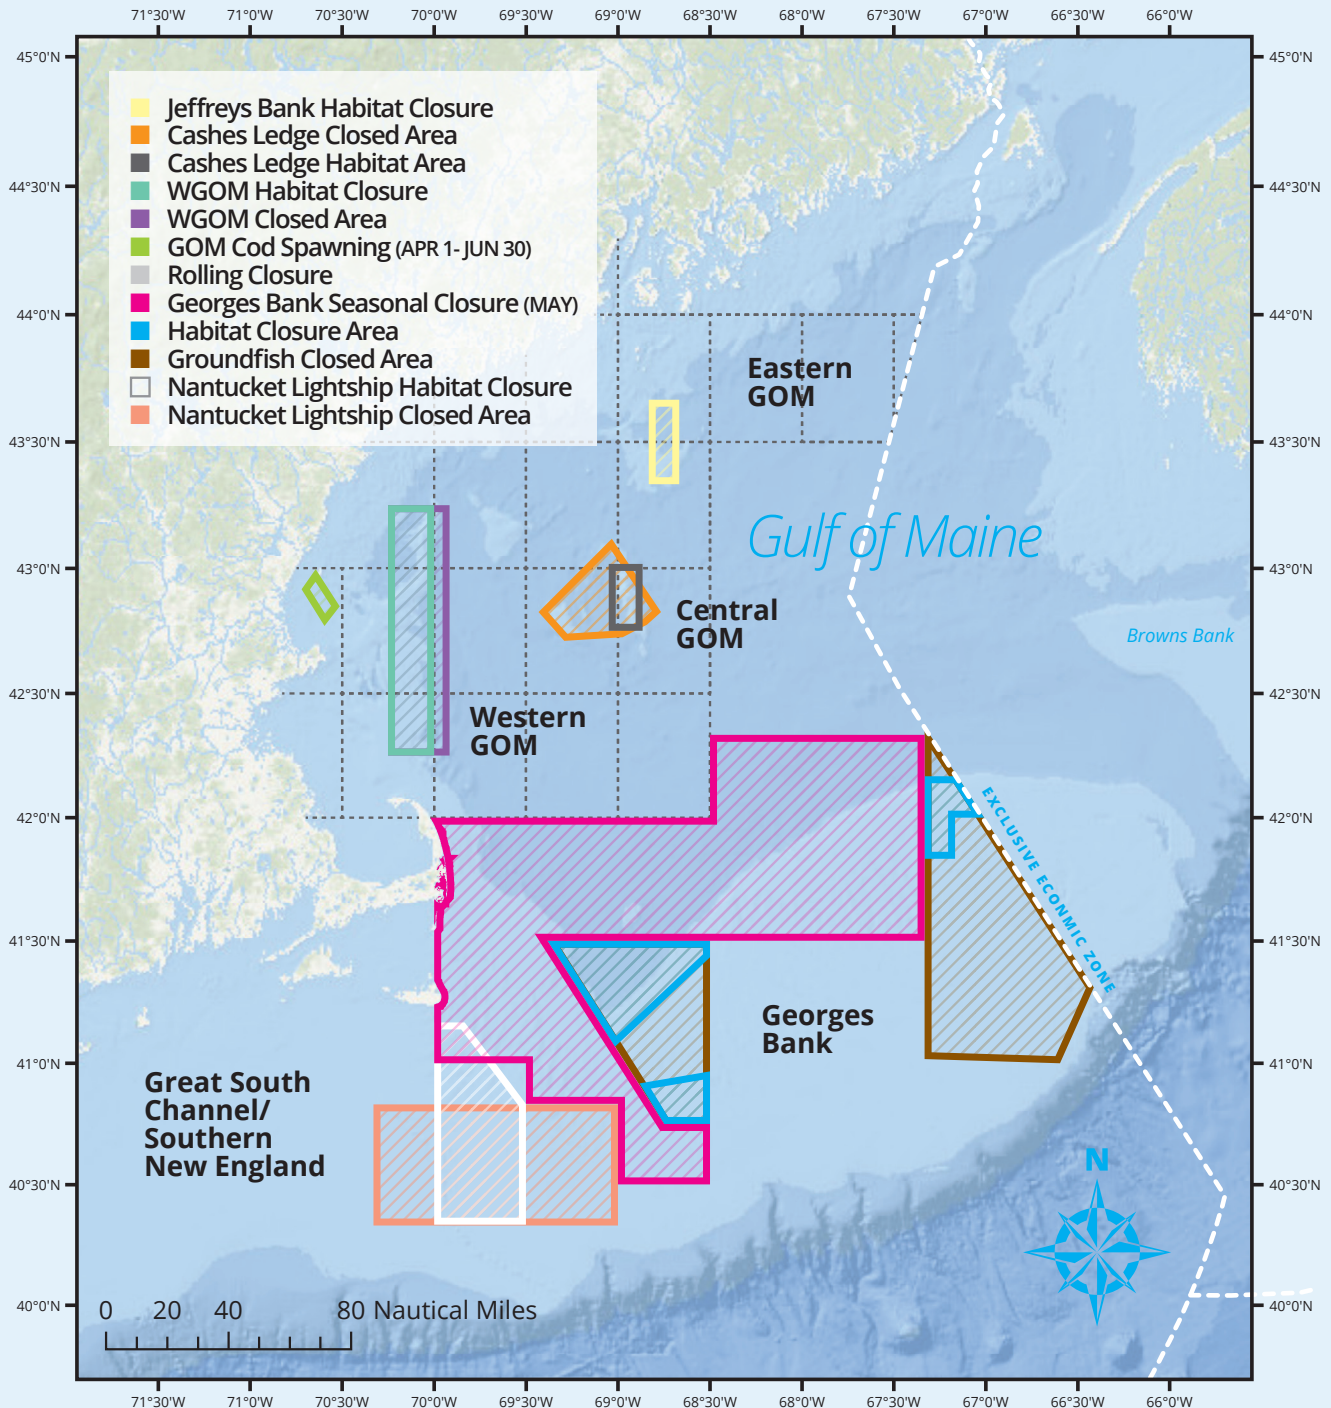 71°30'W 71°0'W 70°30'W 70°0'W 69°30'W 69°0'W 68°30'W 68°0'W 67°30'W 67°0'W 66°30'W 66°0'W
45°0'N 45°0'N
Jeffreys Bank Habitat Closure
Cashes Ledge Closed Area
Cashes Ledge Habitat Area
WGOM Habitat Closure
WGOM Closed Area
GOM Cod Spawning (APR 1- JUN 30)
Rolling Closure
Georges Bank Seasonal Closure (MAY)
Habitat Closure Area
Groundfish Closed Area
Nantucket Lightship Habitat Closure
Nantucket Lightship Closed Area
44°30'N 44°30'N
44°0'N 44°0'N
Eastern
GOM
43°30'N 43°30'N
Gulf of Maine
43°0'N 43°0'N
Central
GOM
Browns Bank
42°30'N 42°30'N
Western
GOM
42°0'N 42°0'N
EXCLUSIVE ECONMIC ZONE
41°30'N 41°30'N
Georges
Bank
41°0'N 41°0'N
Great South
Channel/
Southern
New England
N
40°30'N 40°30'N
40°0'N 40°0'N
0 20 40 80 Nautical Miles
71°30'W 71°0'W 70°30'W 70°0'W 69°30'W 69°0'W 68°30'W 68°0'W 67°30'W 67°0'W 66°30'W 66°0'W